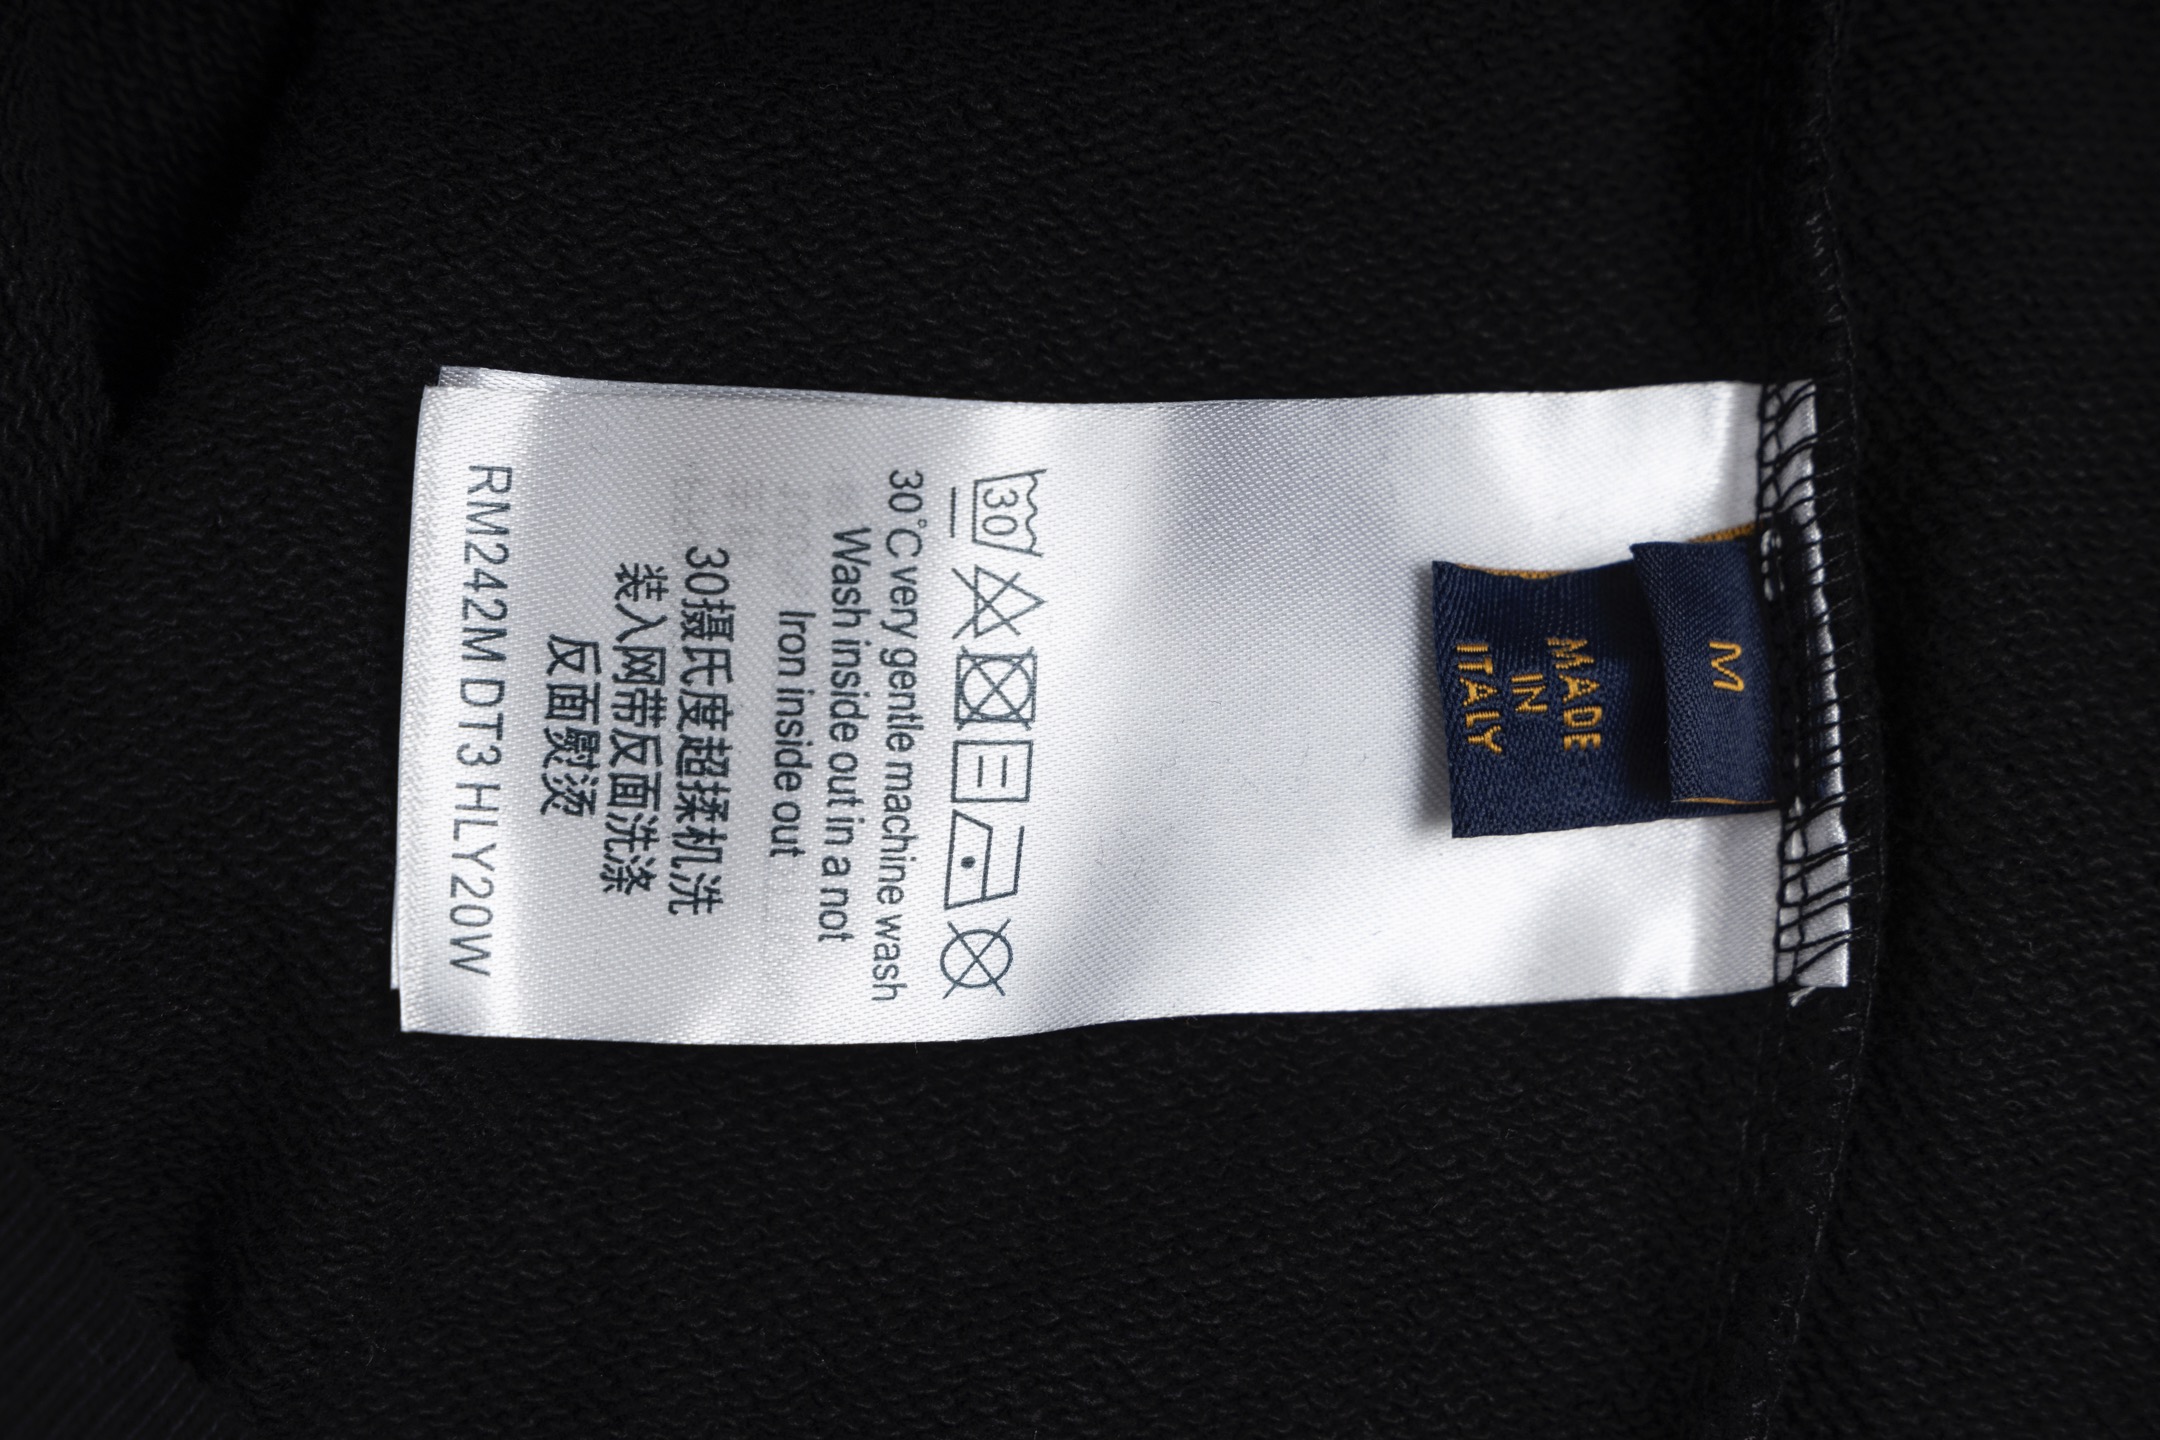 M
MADE
IN
ITALY
30
30°C very gentle machine wash
Wash inside out in a not
Iron inside out
30摄氏度超揉机洗
装入网带反面洗涤
反面熨烫
RM242M DT3 HLY20W